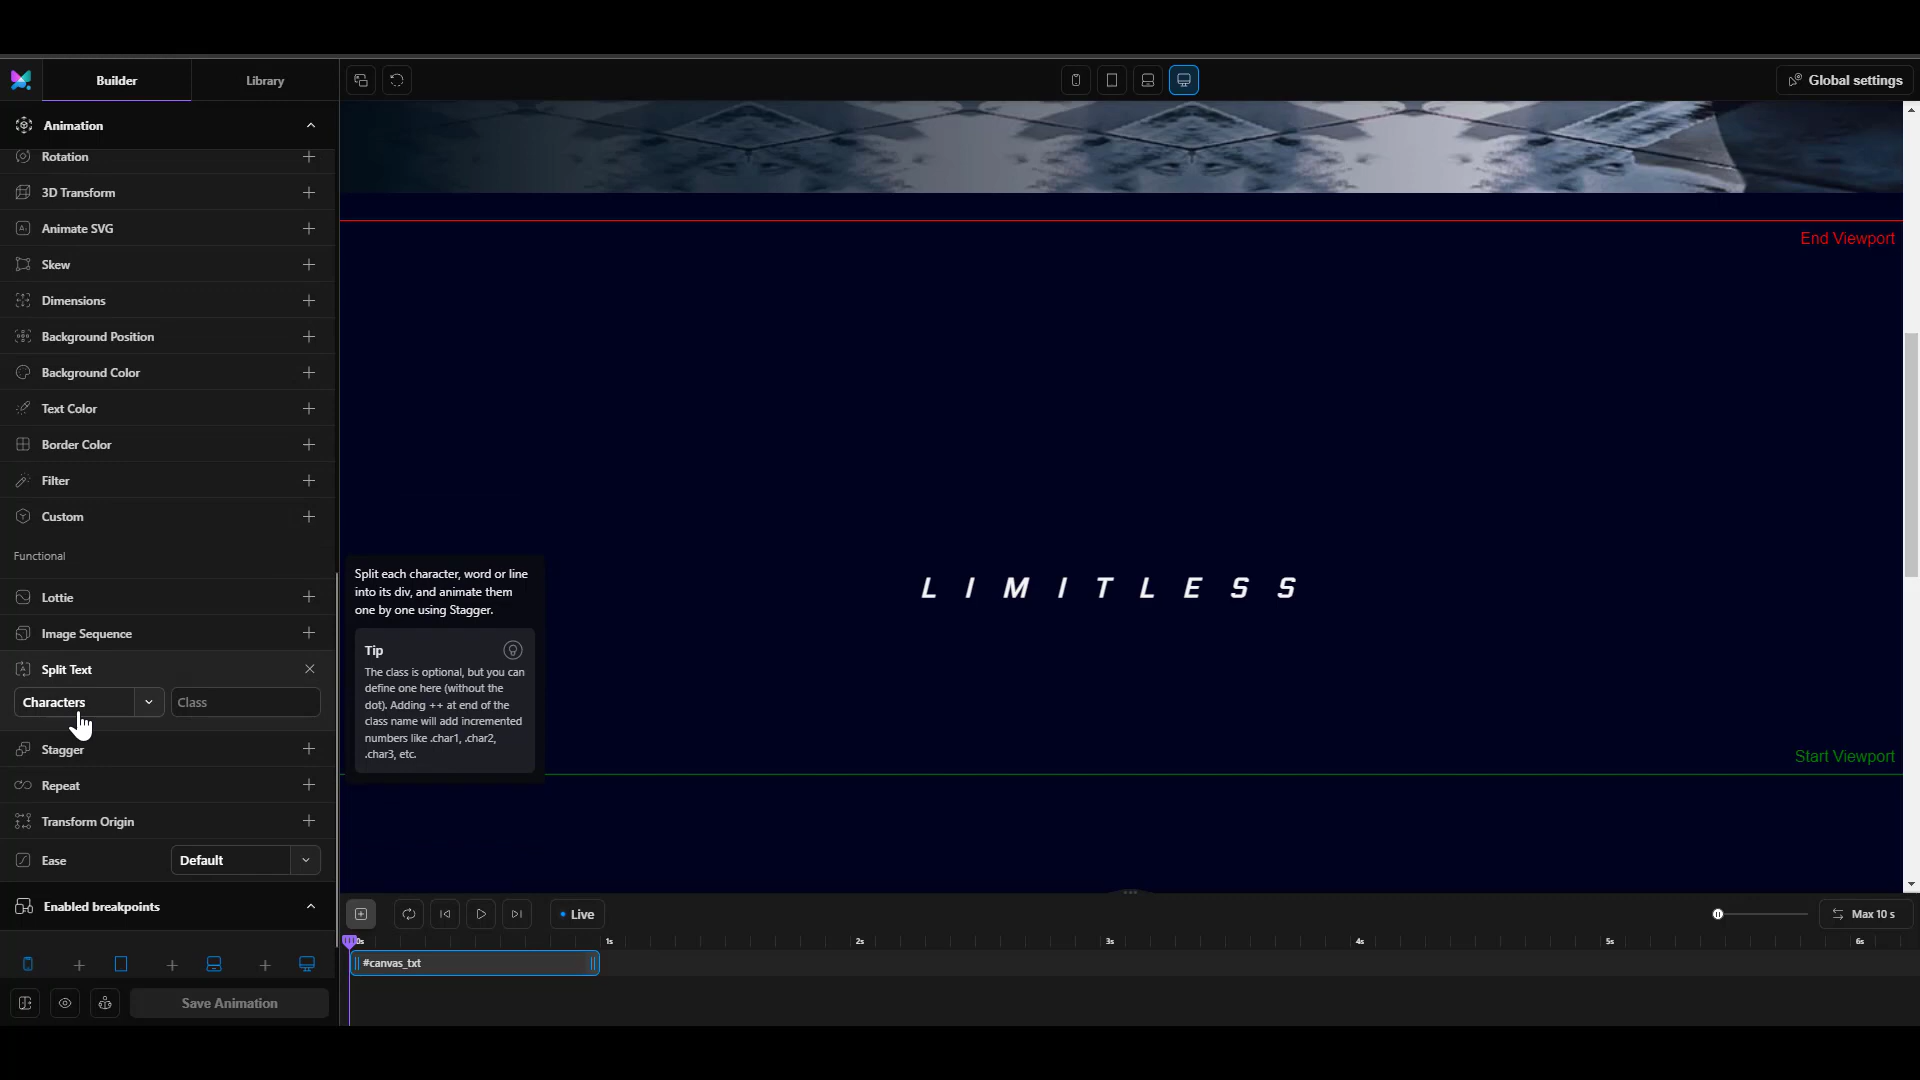 Builder
Library
Global settings
Animation
Rotation
3D Transform
Animate SVG
Skew
Dimensions
Background Position
Background Color
Text Color
Border Color
Filter
Custom
Functional
Lottie
Image Sequence
Split Text
Characters
Class
Stagger
Repeat
Transform Origin
Ease
Default
Enabled breakpoints
Save Animation
End Viewport
L I M I T L E S S
Split each character, word or line
into its div, and animate them
one by one using Stagger.
Tip
The class is optional, but you can
define one here (without the
dot). Adding ++ at end of the
class name will add incremented
numbers like .char1, .char2,
.char3, etc.
Start Viewport
Live
Max 10 s
0s 1s 2s 3s 4s 5s 6s
#canvas_txt